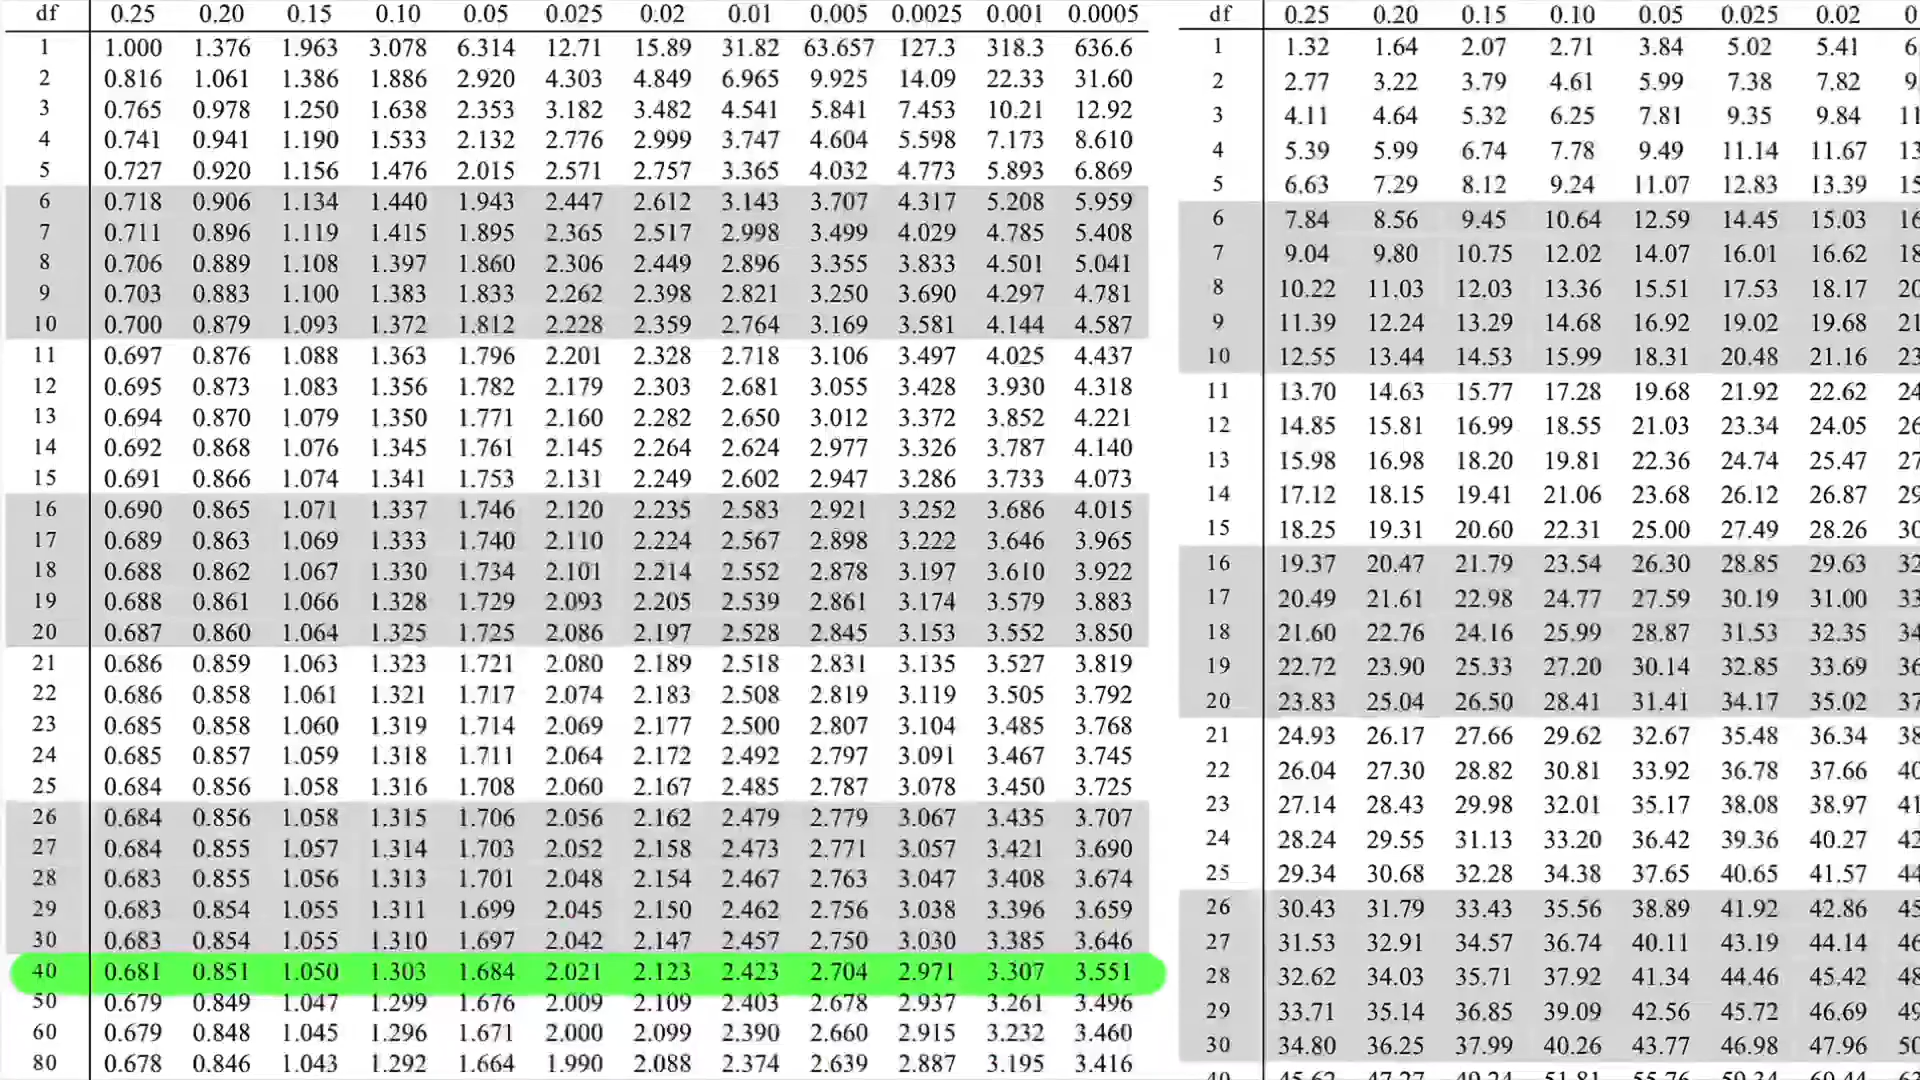 df 0.25 0.20 0.15 0.10 0.05 0.025 0.02 0.01 0.005 0.0025 0.001 0.0005
1 1.000 1.376 1.963 3.078 6.314 12.71 15.89 31.82 63.657 127.3 318.3 636.6
2 0.816 1.061 1.386 1.886 2.920 4.303 4.849 6.965 9.925 14.09 22.33 31.60
3 0.765 0.978 1.250 1.638 2.353 3.182 3.482 4.541 5.841 7.453 10.21 12.92
4 0.741 0.941 1.190 1.533 2.132 2.776 2.999 3.747 4.604 5.598 7.173 8.610
5 0.727 0.920 1.156 1.476 2.015 2.571 2.757 3.365 4.032 4.773 5.893 6.869
6 0.718 0.906 1.134 1.440 1.943 2.447 2.612 3.143 3.707 4.317 5.208 5.959
7 0.711 0.896 1.119 1.415 1.895 2.365 2.517 2.998 3.499 4.029 4.785 5.408
8 0.706 0.889 1.108 1.397 1.860 2.306 2.449 2.896 3.355 3.833 4.501 5.041
9 0.703 0.883 1.100 1.383 1.833 2.262 2.398 2.821 3.250 3.690 4.297 4.781
10 0.700 0.879 1.093 1.372 1.812 2.228 2.359 2.764 3.169 3.581 4.144 4.587
11 0.697 0.876 1.088 1.363 1.796 2.201 2.328 2.718 3.106 3.497 4.025 4.437
12 0.695 0.873 1.083 1.356 1.782 2.179 2.303 2.681 3.055 3.428 3.930 4.318
13 0.694 0.870 1.079 1.350 1.771 2.160 2.282 2.650 3.012 3.372 3.852 4.221
14 0.692 0.868 1.076 1.345 1.761 2.145 2.264 2.624 2.977 3.326 3.787 4.140
15 0.691 0.866 1.074 1.341 1.753 2.131 2.249 2.602 2.947 3.286 3.733 4.073
16 0.690 0.865 1.071 1.337 1.746 2.120 2.235 2.583 2.921 3.252 3.686 4.015
17 0.689 0.863 1.069 1.333 1.740 2.110 2.224 2.567 2.898 3.222 3.646 3.965
18 0.688 0.862 1.067 1.330 1.734 2.101 2.214 2.552 2.878 3.197 3.610 3.922
19 0.688 0.861 1.066 1.328 1.729 2.093 2.205 2.539 2.861 3.174 3.579 3.883
20 0.687 0.860 1.064 1.325 1.725 2.086 2.197 2.528 2.845 3.153 3.552 3.850
21 0.686 0.859 1.063 1.323 1.721 2.080 2.189 2.518 2.831 3.135 3.527 3.819
22 0.686 0.858 1.061 1.321 1.717 2.074 2.183 2.508 2.819 3.119 3.505 3.792
23 0.685 0.858 1.060 1.319 1.714 2.069 2.177 2.500 2.807 3.104 3.485 3.768
24 0.685 0.857 1.059 1.318 1.711 2.064 2.172 2.492 2.797 3.091 3.467 3.745
25 0.684 0.856 1.058 1.316 1.708 2.060 2.167 2.485 2.787 3.078 3.450 3.725
26 0.684 0.856 1.058 1.315 1.706 2.056 2.162 2.479 2.779 3.067 3.435 3.707
27 0.684 0.855 1.057 1.314 1.703 2.052 2.158 2.473 2.771 3.057 3.421 3.690
28 0.683 0.855 1.056 1.313 1.701 2.048 2.154 2.467 2.763 3.047 3.408 3.674
29 0.683 0.854 1.055 1.311 1.699 2.045 2.150 2.462 2.756 3.038 3.396 3.659
30 0.683 0.854 1.055 1.310 1.697 2.042 2.147 2.457 2.750 3.030 3.385 3.646
40 0.681 0.851 1.050 1.303 1.684 2.021 2.123 2.423 2.704 2.971 3.307 3.551
50 0.679 0.849 1.047 1.299 1.676 2.009 2.109 2.403 2.678 2.937 3.261 3.496
60 0.679 0.848 1.045 1.296 1.671 2.000 2.099 2.390 2.660 2.915 3.232 3.460
80 0.678 0.846 1.043 1.292 1.664 1.990 2.088 2.374 2.639 2.887 3.195 3.416
df 0.25 0.20 0.15 0.10 0.05 0.025 0.02
1 1.32 1.64 2.07 2.71 3.84 5.02 5.41
2 2.77 3.22 3.79 4.61 5.99 7.38 7.82
3 4.11 4.64 5.32 6.25 7.81 9.35 9.84
4 5.39 5.99 6.74 7.78 9.49 11.14 11.67
5 6.63 7.29 8.12 9.24 11.07 12.83 13.39
6 7.84 8.56 9.45 10.64 12.59 14.45 15.03
7 9.04 9.80 10.75 12.02 14.07 16.01 16.62
8 10.22 11.03 12.03 13.36 15.51 17.53 18.17
9 11.39 12.24 13.29 14.68 16.92 19.02 19.68
10 12.55 13.44 14.53 15.99 18.31 20.48 21.16
11 13.70 14.63 15.77 17.28 19.68 21.92 22.62
12 14.85 15.81 16.99 18.55 21.03 23.34 24.05
13 15.98 16.98 18.20 19.81 22.36 24.74 25.47
14 17.12 18.15 19.41 21.06 23.68 26.12 26.87
15 18.25 19.31 20.60 22.31 25.00 27.49 28.26
16 19.37 20.47 21.79 23.54 26.30 28.85 29.63
17 20.49 21.61 22.98 24.77 27.59 30.19 31.00
18 21.60 22.76 24.16 25.99 28.87 31.53 32.35
19 22.72 23.90 25.33 27.20 30.14 32.85 33.69
20 23.83 25.04 26.50 28.41 31.41 34.17 35.02
21 24.93 26.17 27.66 29.62 32.67 35.48 36.34
22 26.04 27.30 28.82 30.81 33.92 36.78 37.66
23 27.14 28.43 29.98 32.01 35.17 38.08 38.97
24 28.24 29.55 31.13 33.20 36.42 39.36 40.27
25 29.34 30.68 32.28 34.38 37.65 40.65 41.57
26 30.43 31.79 33.43 35.56 38.89 41.92 42.86
27 31.53 32.91 34.57 36.74 40.11 43.19 44.14
28 32.62 34.03 35.71 37.92 41.34 44.46 45.42
29 33.71 35.14 36.85 39.09 42.56 45.72 46.69
30 34.80 36.25 37.99 40.26 43.77 46.98 47.96